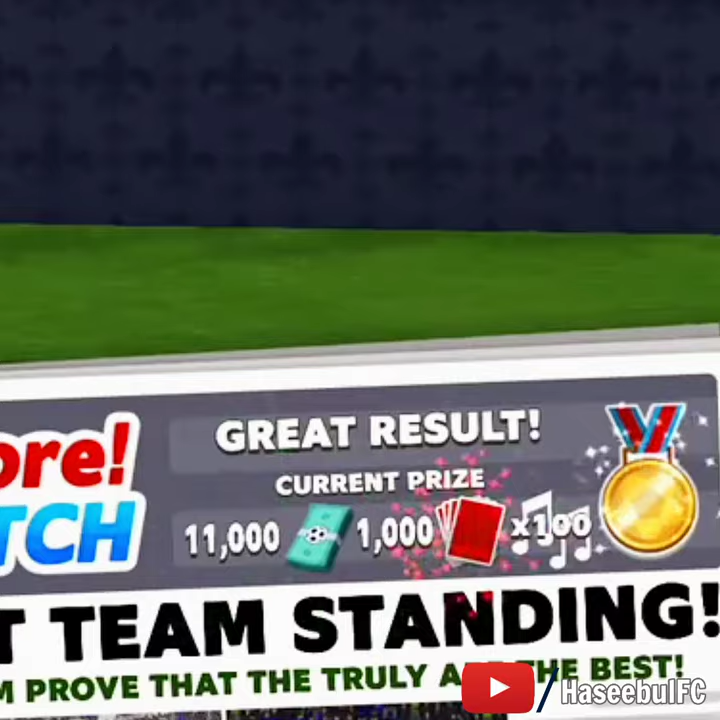 ore!
TCH
GREAT RESULT!
CURRENT PRIZE
11,000 1,000 x100
T TEAM STANDING!
M PROVE THAT THE TRULY THE BEST!
/HaseebulFC